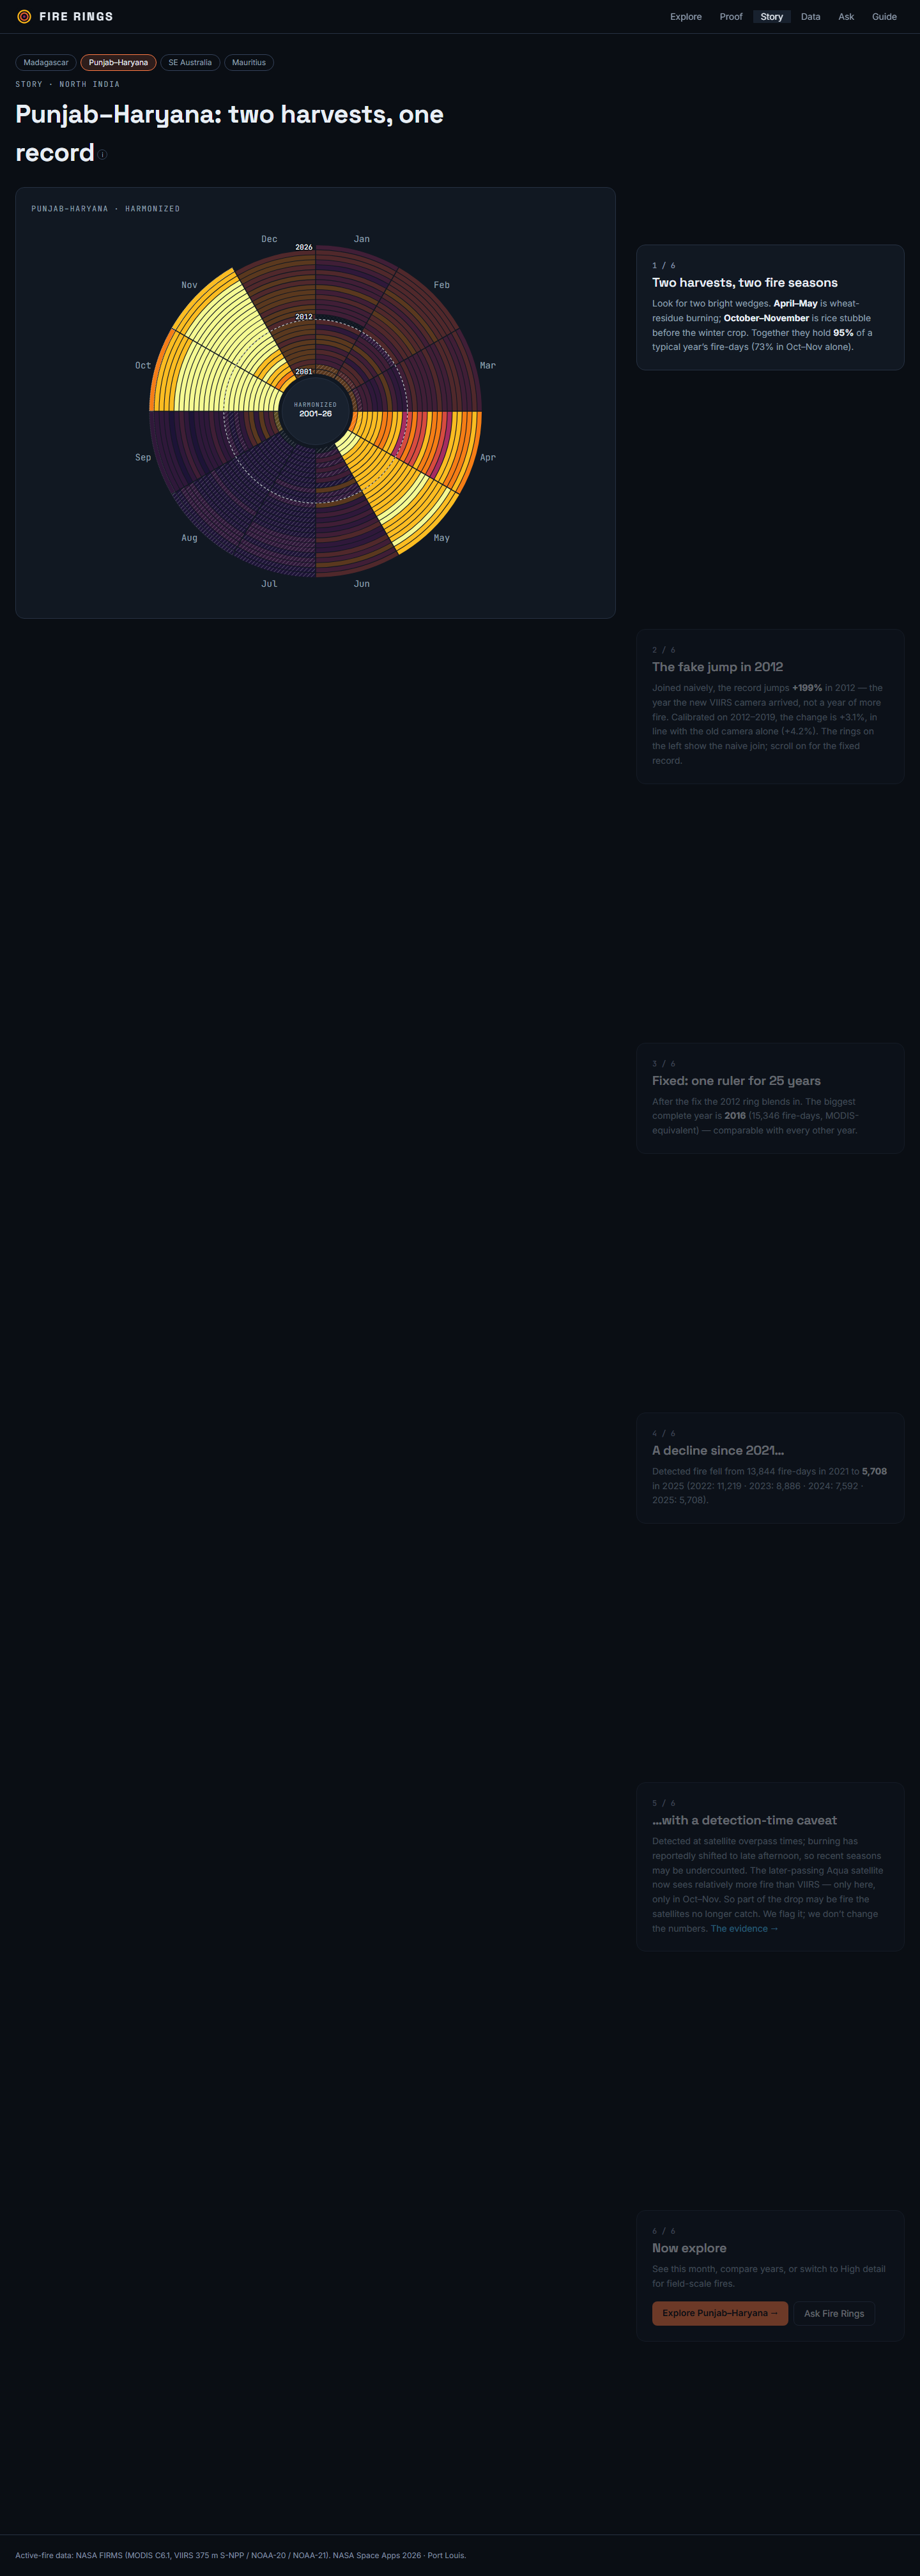 FIRE RINGS
Explore Proof Story Data Ask Guide
Madagascar Punjab–Haryana SE Australia Mauritius
STORY · NORTH INDIA
Punjab–Haryana: two harvests, one
record ⓘ
PUNJAB–HARYANA · HARMONIZED
Dec
Jan
2026
Nov
Feb
2012
Oct
Mar
2001
HARMONIZED
2001–26
Sep
Apr
Aug
May
Jul
Jun
1 / 6
Two harvests, two fire seasons
Look for two bright wedges. April–May is wheat-
residue burning; October–November is rice stubble
before the winter crop. Together they hold 95% of a
typical year's fire-days (73% in Oct–Nov alone).
2 / 6
The fake jump in 2012
Joined naively, the record jumps +199% in 2012 — the
year the new VIIRS camera arrived, not a year of more
fire. Calibrated on 2012–2019, the change is +3.1%, in
line with the old camera alone (+4.2%). The rings on
the left show the naive join; scroll on for the fixed
record.
3 / 6
Fixed: one ruler for 25 years
After the fix the 2012 ring blends in. The biggest
complete year is 2016 (15,346 fire-days, MODIS-
equivalent) — comparable with every other year.
4 / 6
A decline since 2021…
Detected fire fell from 13,844 fire-days in 2021 to 5,708
in 2025 (2022: 11,219 · 2023: 8,886 · 2024: 7,592 ·
2025: 5,708).
5 / 6
…with a detection-time caveat
Detected at satellite overpass times; burning has
reportedly shifted to late afternoon, so recent seasons
may be undercounted. The later-passing Aqua satellite
now sees relatively more fire than VIIRS — only here,
only in Oct–Nov. So part of the drop may be fire the
satellites no longer catch. We flag it; we don't change
the numbers. The evidence →
6 / 6
Now explore
See this month, compare years, or switch to High detail
for field-scale fires.
Explore Punjab–Haryana → Ask Fire Rings
Active-fire data: NASA FIRMS (MODIS C6.1, VIIRS 375 m S-NPP / NOAA-20 / NOAA-21). NASA Space Apps 2026 · Port Louis.